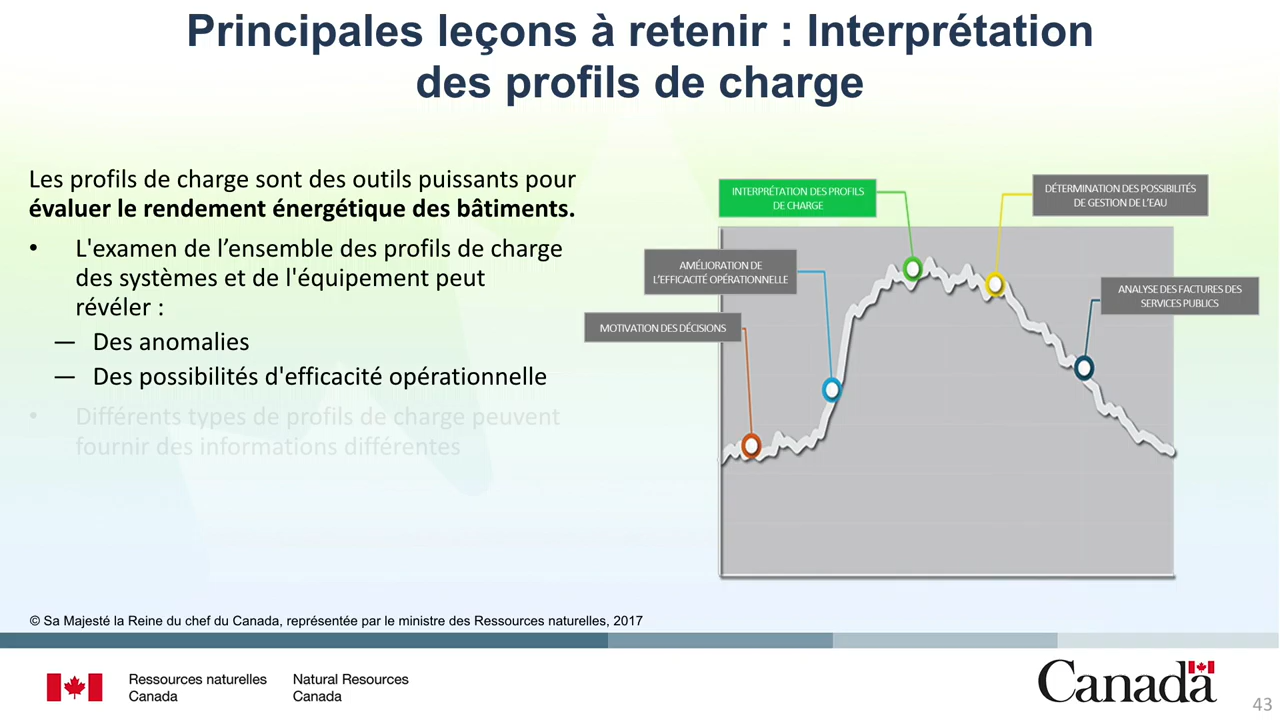 Principales leçons à retenir : Interprétation
des profils de charge
Les profils de charge sont des outils puissants pour
évaluer le rendement énergétique des bâtiments.
• L'examen de l’ensemble des profils de charge
des systèmes et de l'équipement peut
révéler :
— Des anomalies
— Des possibilités d'efficacité opérationnelle
• Différents types de profils de charge peuvent
fournir des informations différentes
INTERPRÉTATION DES PROFILS
DE CHARGE
DÉTERMINATION DES POSSIBILITÉS
DE GESTION DE L’EAU
AMÉLIORATION DE
L’EFFICACITÉ OPÉRATIONNELLE
ANALYSE DES FACTURES DES
SERVICES PUBLICS
MOTIVATION DES DÉCISIONS
© Sa Majesté la Reine du chef du Canada, représentée par le ministre des Ressources naturelles, 2017
Ressources naturelles
Canada
Natural Resources
Canada
Canada
43